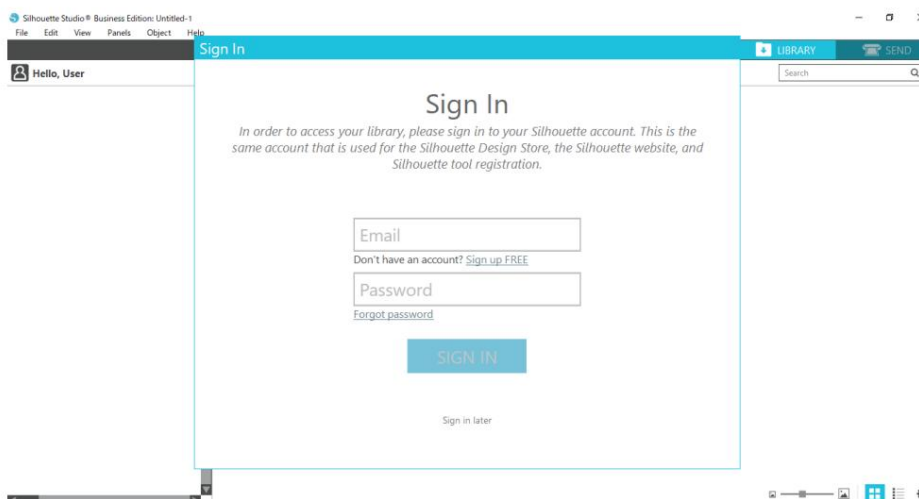 Silhouette Studio® Business Edition: Untitled-1
File Edit View Panels Object Help
Sign In
LIBRARY
SEND
Hello, User
Search
Sign In
In order to access your library, please sign in to your Silhouette account. This is the
same account that is used for the Silhouette Design Store, the Silhouette website, and
Silhouette tool registration.
Email
Don't have an account? Sign up FREE
Password
Forgot password
SIGN IN
Sign in later